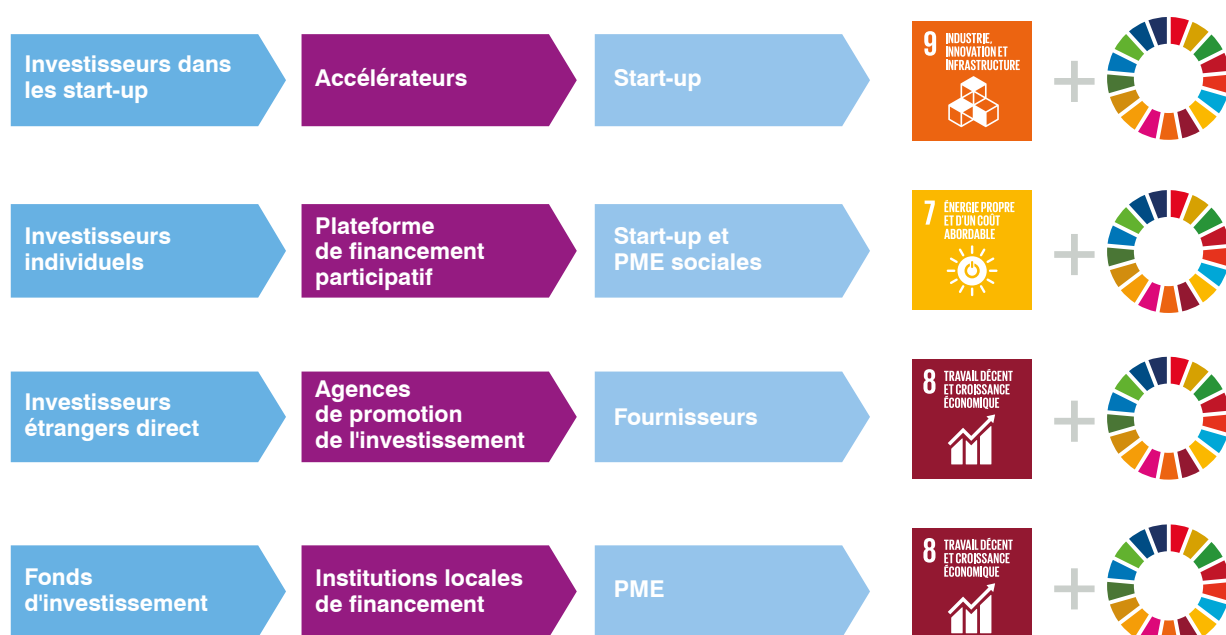 Investisseurs dans
les start-up
Accélérateurs
Start-up
9 INDUSTRIE,
INNOVATION ET
INFRASTRUCTURE
+
Investisseurs
individuels
Plateforme
de financement
participatif
Start-up et
PME sociales
7 ÉNERGIE PROPRE
ET D'UN COÛT
ABORDABLE
+
Investisseurs
étrangers direct
Agences
de promotion
de l'investissement
Fournisseurs
8 TRAVAIL DÉCENT
ET CROISSANCE
ÉCONOMIQUE
+
Fonds
d'investissement
Institutions locales
de financement
PME
8 TRAVAIL DÉCENT
ET CROISSANCE
ÉCONOMIQUE
+